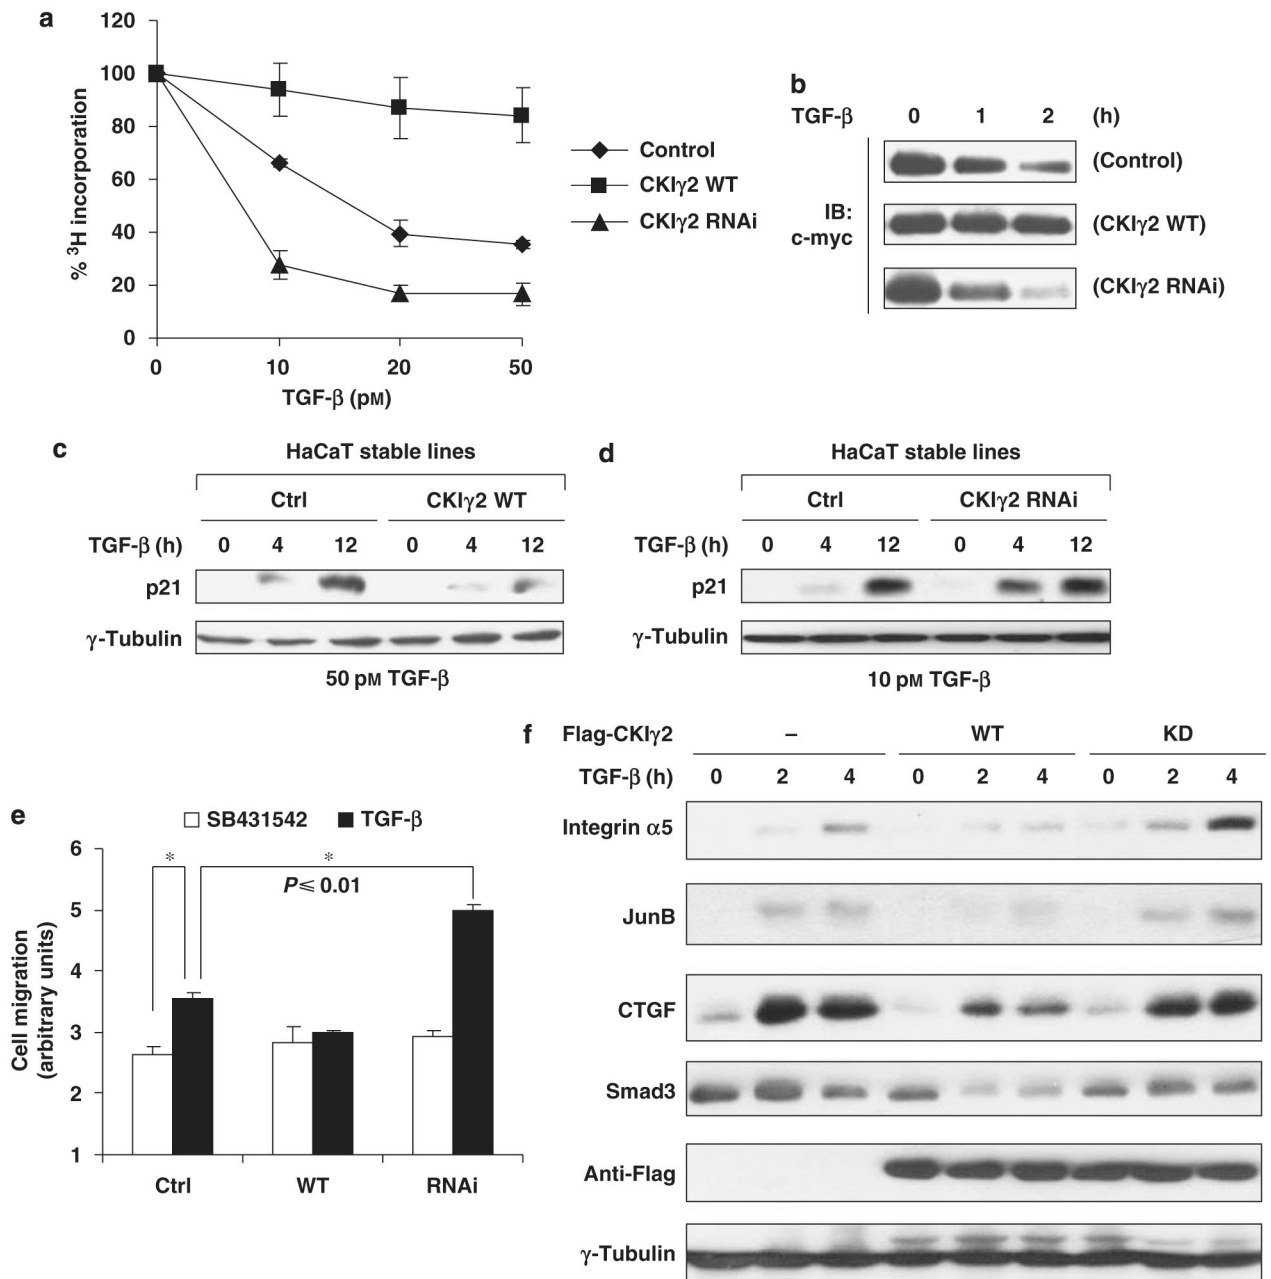 a
120
100
80
60
40
20
0
% ³H incorporation
0 10 20 50
TGF-β (pM)
Control
CKIγ2 WT
CKIγ2 RNAi
b
TGF-β 0 1 2 (h)
IB:
c-myc
(Control)
(CKIγ2 WT)
(CKIγ2 RNAi)
c
HaCaT stable lines
Ctrl CKIγ2 WT
TGF-β (h) 0 4 12 0 4 12
p21
γ-Tubulin
50 pM TGF-β
d
HaCaT stable lines
Ctrl CKIγ2 RNAi
TGF-β (h) 0 4 12 0 4 12
p21
γ-Tubulin
10 pM TGF-β
e
SB431542 TGF-β
6
5
4
3
2
1
Cell migration
(arbitrary units)
* *
P⩽ 0.01
Ctrl WT RNAi
f
Flag-CKIγ2 – WT KD
TGF-β (h) 0 2 4 0 2 4 0 2 4
Integrin α5
JunB
CTGF
Smad3
Anti-Flag
γ-Tubulin